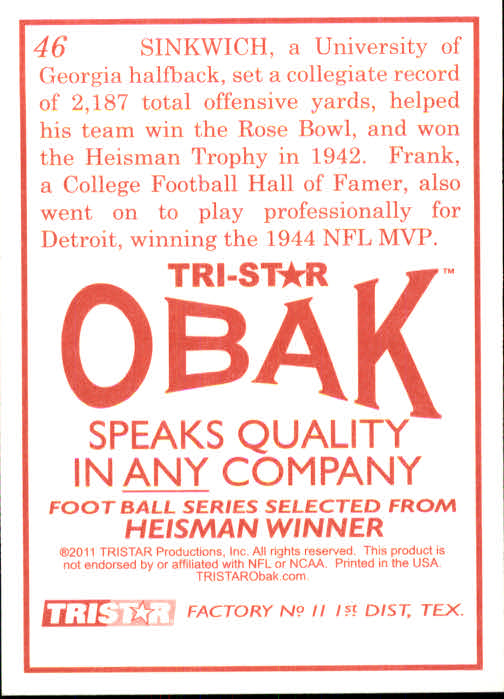 46 SINKWICH, a University of
Georgia halfback, set a collegiate record
of 2,187 total offensive yards, helped
his team win the Rose Bowl, and won
the Heisman Trophy in 1942. Frank,
a College Football Hall of Famer, also
went on to play professionally for
Detroit, winning the 1944 NFL MVP.
TRI-ST★R
OBAK™
SPEAKS QUALITY
IN ANY COMPANY
FOOT BALL SERIES SELECTED FROM
HEISMAN WINNER
©2011 TRISTAR Productions, Inc. All rights reserved. This product is
not endorsed by or affiliated with NFL or NCAA. Printed in the USA.
TRISTARObak.com.
TRIST★R FACTORY Nº 11 1st DIST, TEX.